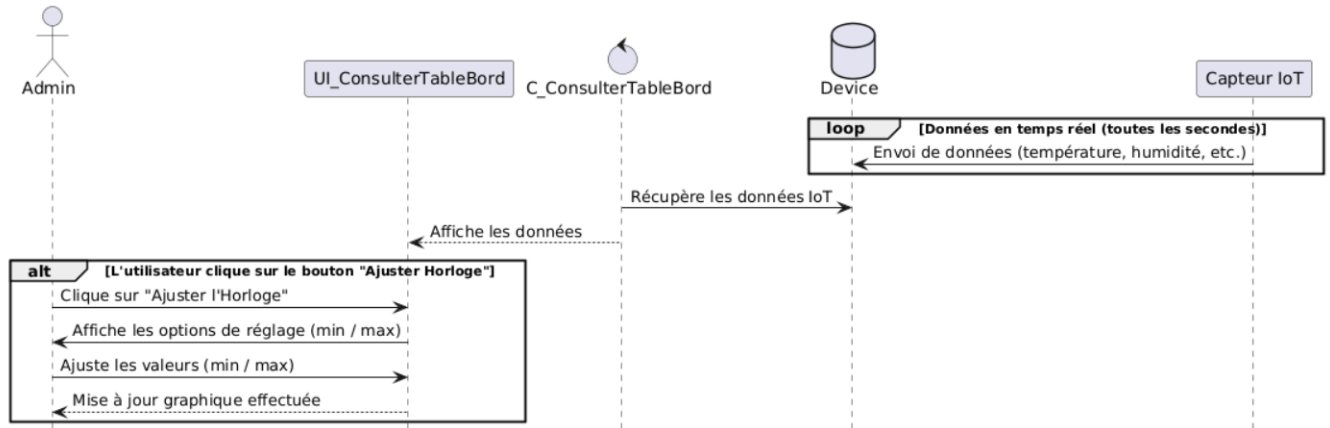 Admin
UI_ConsulterTableBord
C_ConsulterTableBord
Device
Capteur IoT
loop [Données en temps réel (toutes les secondes)]
Envoi de données (température, humidité, etc.)
Récupère les données IoT
Affiche les données
alt [L'utilisateur clique sur le bouton "Ajuster Horloge"]
Clique sur "Ajuster l'Horloge"
Affiche les options de réglage (min / max)
Ajuste les valeurs (min / max)
Mise à jour graphique effectuée